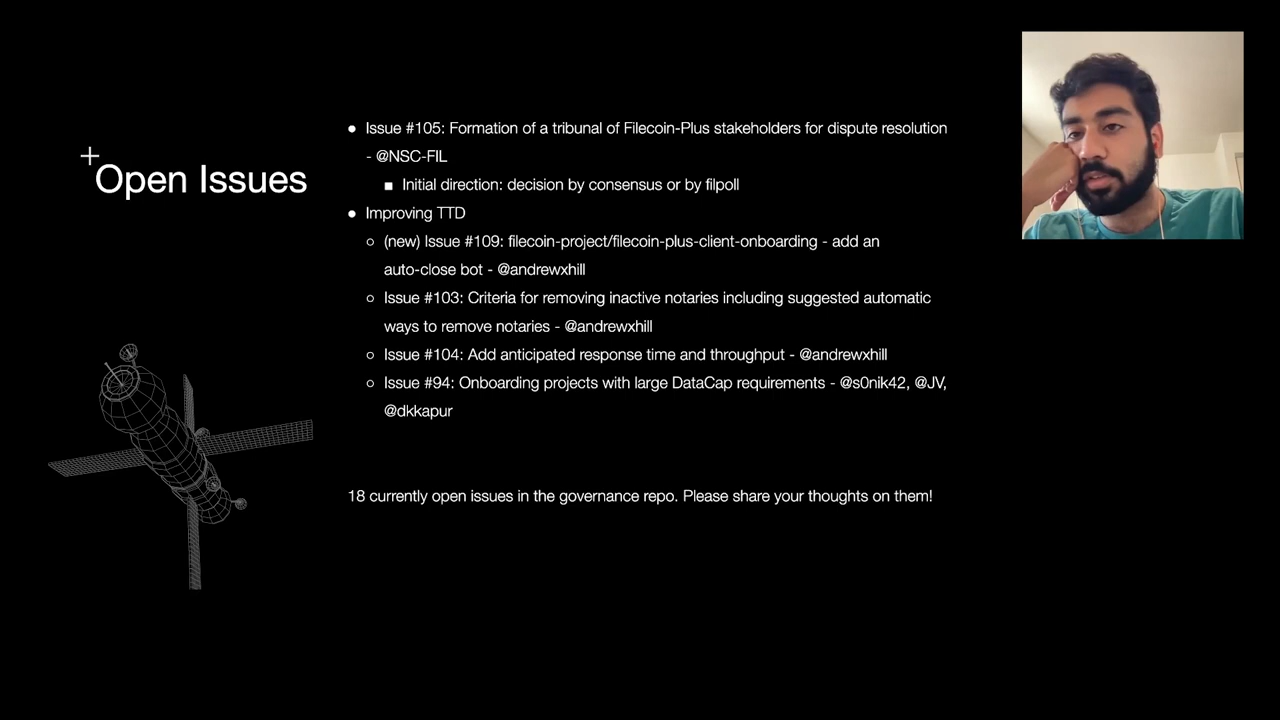 Open Issues
● Issue #105: Formation of a tribunal of Filecoin-Plus stakeholders for dispute resolution
- @NSC-FIL
■ Initial direction: decision by consensus or by filpoll
● Improving TTD
○ (new) Issue #109: filecoin-project/filecoin-plus-client-onboarding - add an
auto-close bot - @andrewxhill
○ Issue #103: Criteria for removing inactive notaries including suggested automatic
ways to remove notaries - @andrewxhill
○ Issue #104: Add anticipated response time and throughput - @andrewxhill
○ Issue #94: Onboarding projects with large DataCap requirements - @s0nik42, @JV,
@dkkapur
18 currently open issues in the governance repo. Please share your thoughts on them!